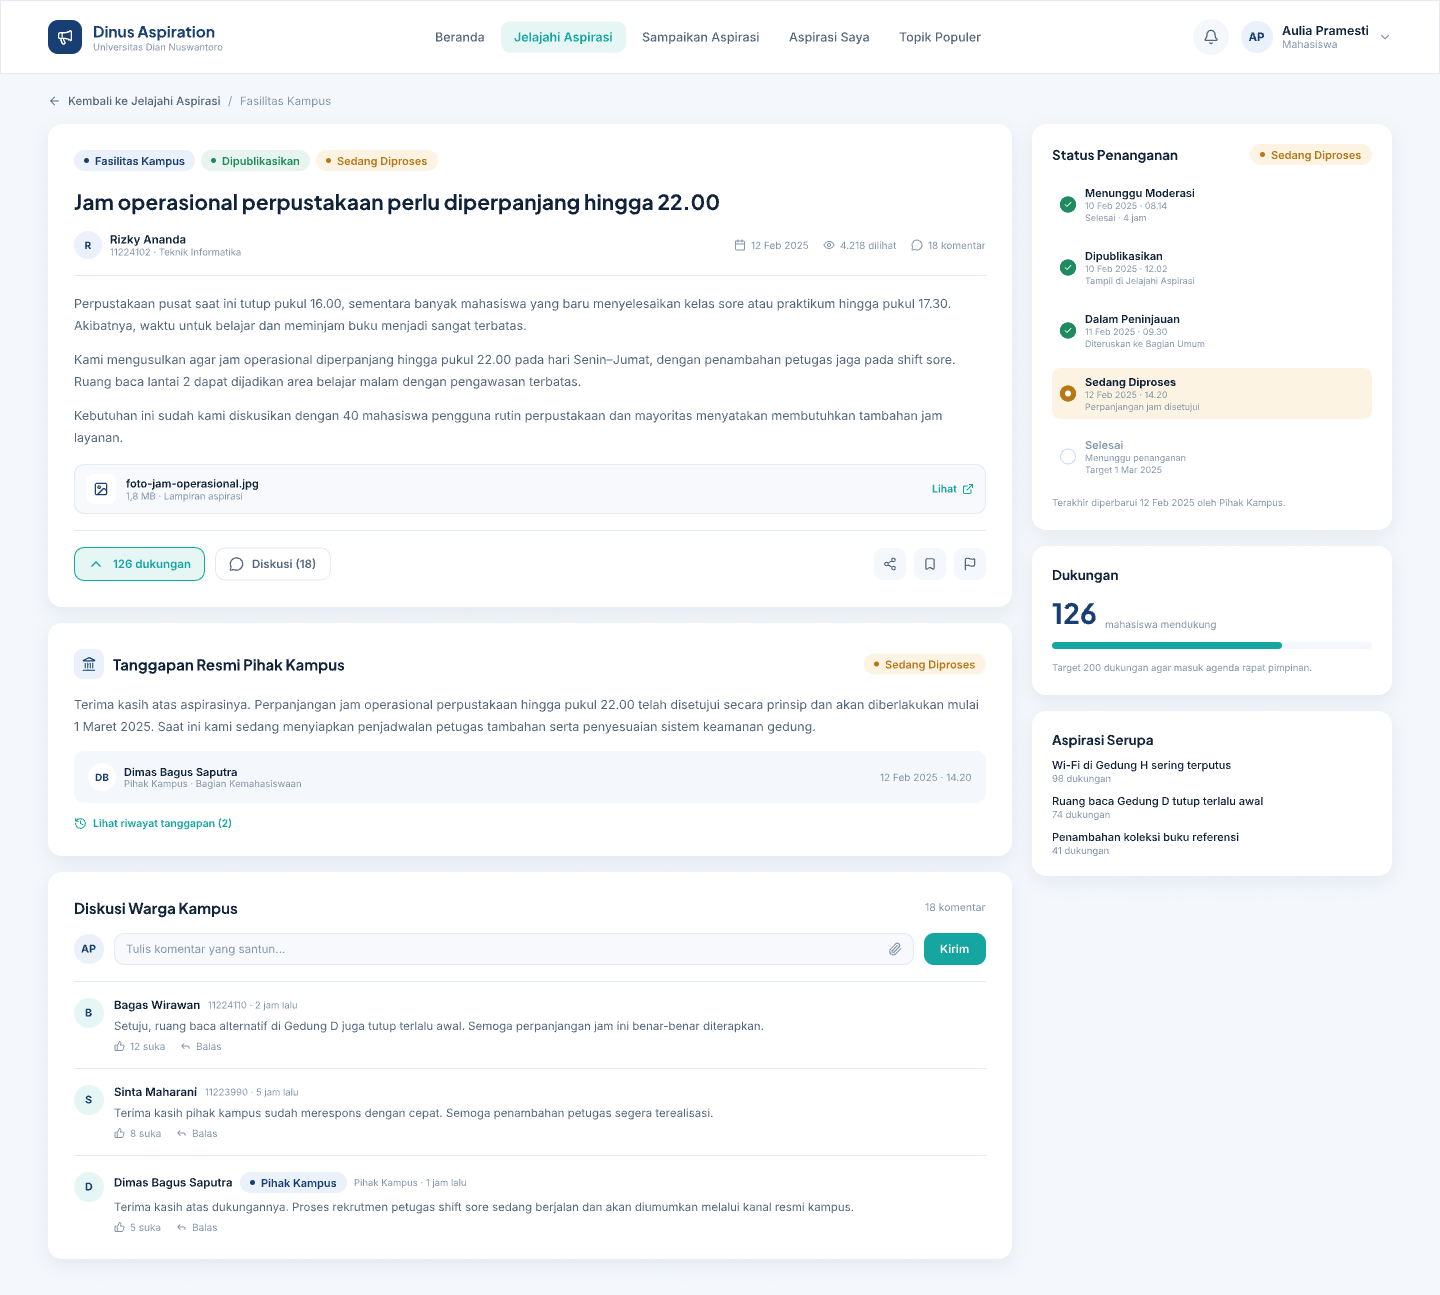 Dinus Aspiration
Universitas Dian Nuswantoro
Beranda
Jelajahi Aspirasi
Sampaikan Aspirasi
Aspirasi Saya
Topik Populer
AP
Aulia Pramesti
Mahasiswa
Kembali ke Jelajahi Aspirasi / Fasilitas Kampus
Fasilitas Kampus
Dipublikasikan
Sedang Diproses
Jam operasional perpustakaan perlu diperpanjang hingga 22.00
R
Rizky Ananda
11224102 · Teknik Informatika
12 Feb 2025
4.218 dilihat
18 komentar
Perpustakaan pusat saat ini tutup pukul 16.00, sementara banyak mahasiswa yang baru menyelesaikan kelas sore atau praktikum hingga pukul 17.30.
Akibatnya, waktu untuk belajar dan meminjam buku menjadi sangat terbatas.
Kami mengusulkan agar jam operasional diperpanjang hingga pukul 22.00 pada hari Senin–Jumat, dengan penambahan petugas jaga pada shift sore.
Ruang baca lantai 2 dapat dijadikan area belajar malam dengan pengawasan terbatas.
Kebutuhan ini sudah kami diskusikan dengan 40 mahasiswa pengguna rutin perpustakaan dan mayoritas menyatakan membutuhkan tambahan jam
layanan.
foto-jam-operasional.jpg
1,8 MB · Lampiran aspirasi
Lihat
126 dukungan
Diskusi (18)
Tanggapan Resmi Pihak Kampus
Sedang Diproses
Terima kasih atas aspirasinya. Perpanjangan jam operasional perpustakaan hingga pukul 22.00 telah disetujui secara prinsip dan akan diberlakukan mulai
1 Maret 2025. Saat ini kami sedang menyiapkan penjadwalan petugas tambahan serta penyesuaian sistem keamanan gedung.
DB
Dimas Bagus Saputra
Pihak Kampus · Bagian Kemahasiswaan
12 Feb 2025 · 14.20
Lihat riwayat tanggapan (2)
Diskusi Warga Kampus
18 komentar
AP
Tulis komentar yang santun...
Kirim
B
Bagas Wirawan 11224110 · 2 jam lalu
Setuju, ruang baca alternatif di Gedung D juga tutup terlalu awal. Semoga perpanjangan jam ini benar-benar diterapkan.
12 suka
Balas
S
Sinta Maharani 11223990 · 5 jam lalu
Terima kasih pihak kampus sudah merespons dengan cepat. Semoga penambahan petugas segera terealisasi.
8 suka
Balas
D
Dimas Bagus Saputra
Pihak Kampus
Pihak Kampus · 1 jam lalu
Terima kasih atas dukungannya. Proses rekrutmen petugas shift sore sedang berjalan dan akan diumumkan melalui kanal resmi kampus.
5 suka
Balas
Status Penanganan
Sedang Diproses
Menunggu Moderasi
10 Feb 2025 · 08.14
Selesai · 4 jam
Dipublikasikan
10 Feb 2025 · 12.02
Tampil di Jelajahi Aspirasi
Dalam Peninjauan
11 Feb 2025 · 09.30
Diteruskan ke Bagian Umum
Sedang Diproses
12 Feb 2025 · 14.20
Perpanjangan jam disetujui
Selesai
Menunggu penanganan
Target 1 Mar 2025
Terakhir diperbarui 12 Feb 2025 oleh Pihak Kampus.
Dukungan
126 mahasiswa mendukung
Target 200 dukungan agar masuk agenda rapat pimpinan.
Aspirasi Serupa
Wi-Fi di Gedung H sering terputus
98 dukungan
Ruang baca Gedung D tutup terlalu awal
74 dukungan
Penambahan koleksi buku referensi
41 dukungan